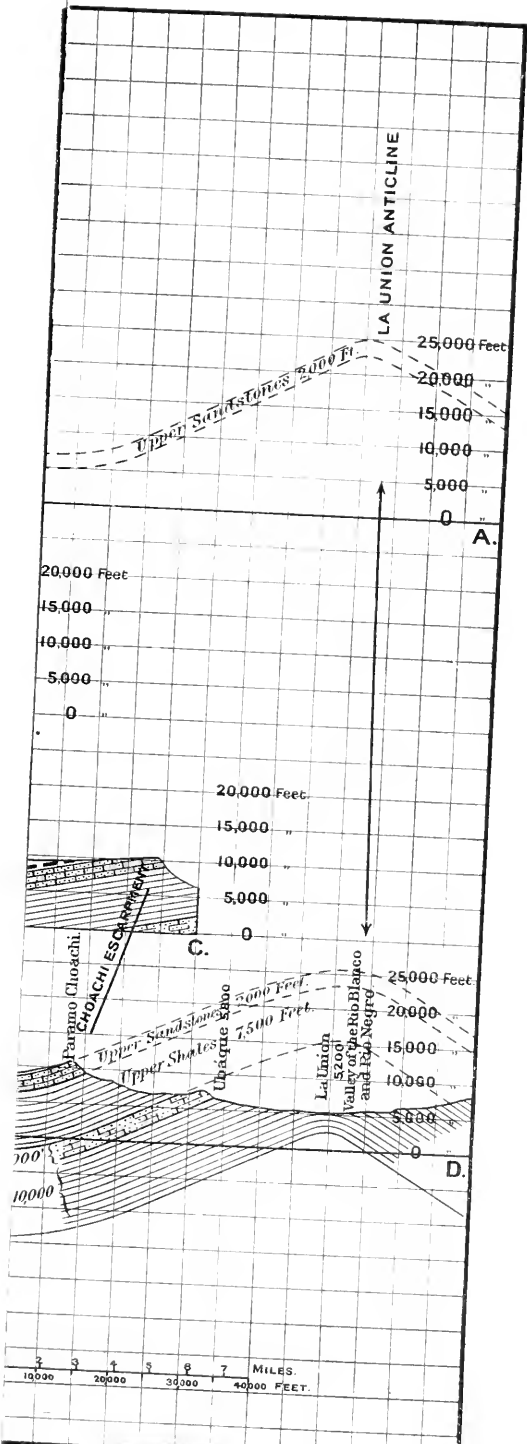 LA UNION ANTICLINE
25,000 Feet
20,000 "
15,000 "
10,000 "
5,000 "
0 "
Upper Sandstones 2000 Ft.
A.
20,000 Feet
15,000 "
10,000 "
5,000 "
0 "
20,000 Feet
15,000 "
10,000 "
5,000 "
0 "
C.
CHOACHI ESCARPMENT
Paramo Choachi.
Upper Sandstones 2000 Feet.
Upper Shales 7,500 Feet.
Ubaque 5,800
La Union
5,200'
Valley of the Rio Blanco
and Rio Negro
25,000 Feet
20,000 "
15,000 "
10,000 "
5,000 "
0 "
D.
000'
10,000
2 3 4 5 6 7 MILES.
10,000 20,000 30,000 40,000 FEET.